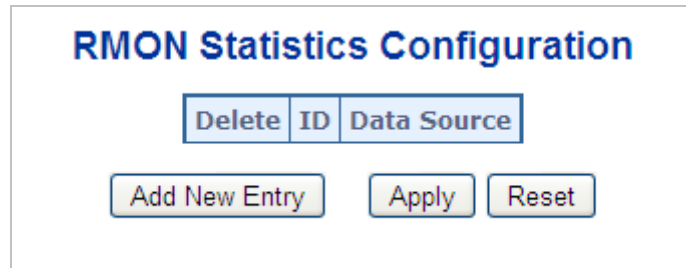 RMON Statistics Configuration
Delete ID Data Source
Add New Entry Apply Reset